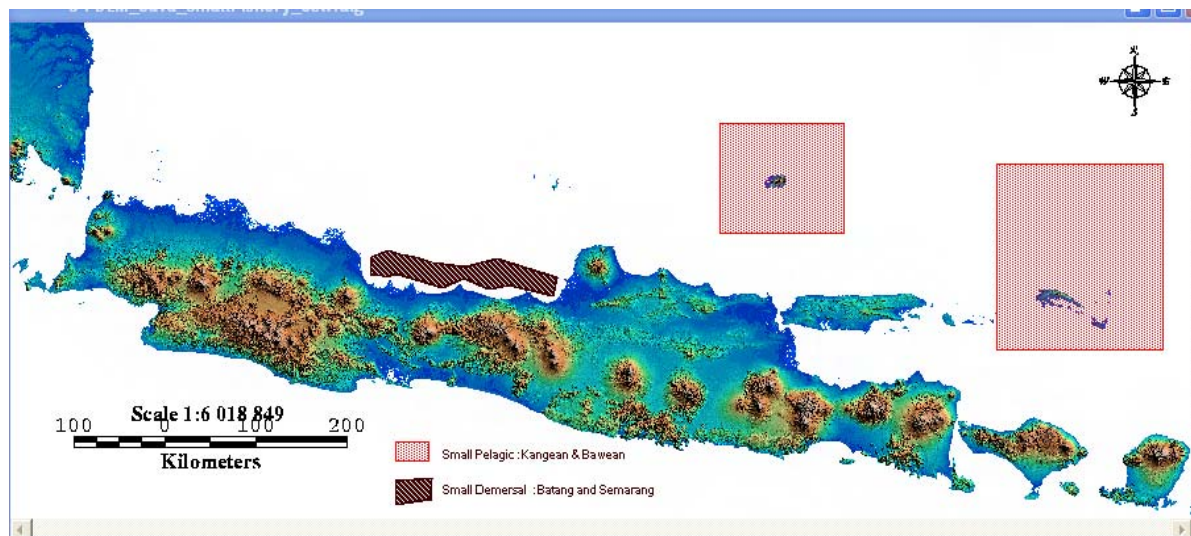 N
W E
S
Scale 1:6 018 849
100 0 100 200
Kilometers
Small Pelagic :Kangean & Bawean
Small Demersal :Batang and Semarang